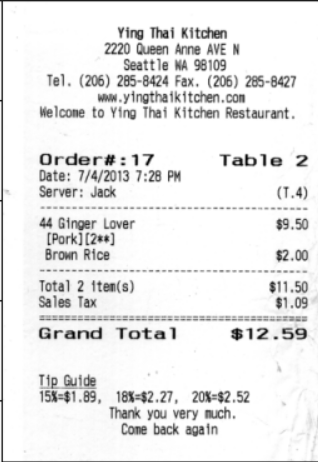 Ying Thai Kitchen
2220 Queen Anne AVE N
Seattle WA 98109
Tel. (206) 285-8424 Fax. (206) 285-8427
www.yingthaikitchen.com
Welcome to Ying Thai Kitchen Restaurant.
Order#:17 Table 2
Date: 7/4/2013 7:28 PM
Server: Jack (T.4)
44 Ginger Lover $9.50
[Pork][2**]
Brown Rice $2.00
Total 2 item(s) $11.50
Sales Tax $1.09
Grand Total $12.59
Tip Guide
15%=$1.89, 18%=$2.27, 20%=$2.52
Thank you very much.
Come back again